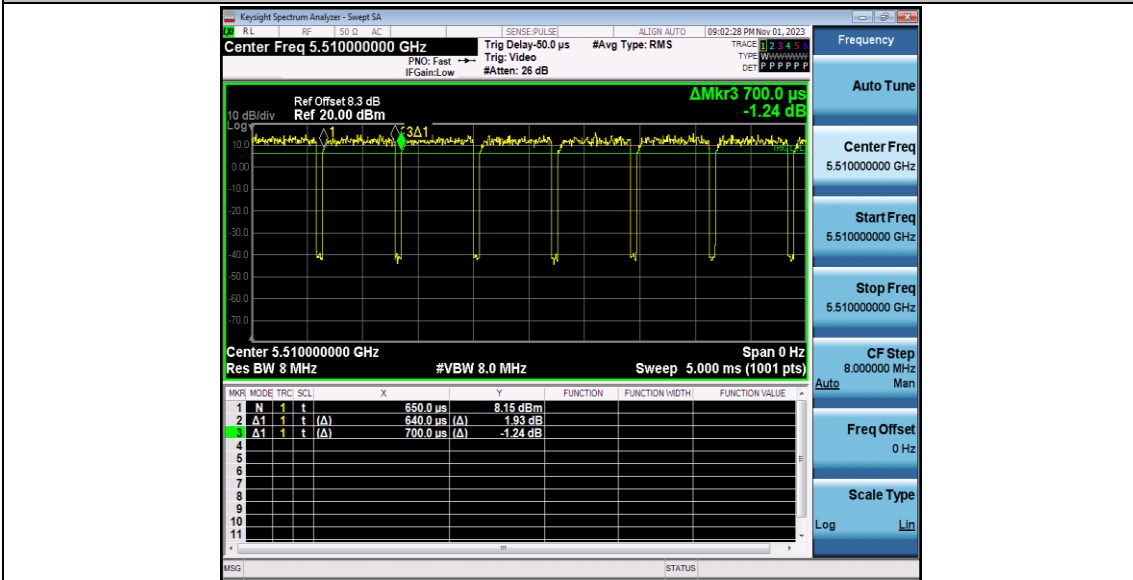 Keysight Spectrum Analyzer - Swept SA
RL RF 50 Ω AC SENSE:PULSE ALIGN AUTO 09:02:28 PM Nov 01, 2023
Center Freq 5.510000000 GHz
PNO: Fast
IFGain:Low
Trig Delay-50.0 µs
Trig: Video
#Atten: 26 dB
#Avg Type: RMS
TRACE 1 2 3 4 5 6
TYPE WWWWWW
DET P P P P P P
ΔMkr3 700.0 µs
-1.24 dB
Ref Offset 8.3 dB
10 dB/div Ref 20.00 dBm
Log
1
3Δ1
10.0
0.00
-10.0
-20.0
-30.0
-40.0
-50.0
-60.0
-70.0
Center 5.510000000 GHz Span 0 Hz
Res BW 8 MHz #VBW 8.0 MHz Sweep 5.000 ms (1001 pts)
MKR MODE TRC SCL X Y FUNCTION FUNCTION WIDTH FUNCTION VALUE
1 N 1 t 650.0 µs 8.15 dBm
2 Δ1 1 t (Δ) 640.0 µs (Δ) 1.93 dB
3 Δ1 1 t (Δ) 700.0 µs (Δ) -1.24 dB
4
5
6
7
8
9
10
11
MSG STATUS
Frequency
Auto Tune
Center Freq
5.510000000 GHz
Start Freq
5.510000000 GHz
Stop Freq
5.510000000 GHz
CF Step
8.000000 MHz
Auto Man
Freq Offset
0 Hz
Scale Type
Log Lin